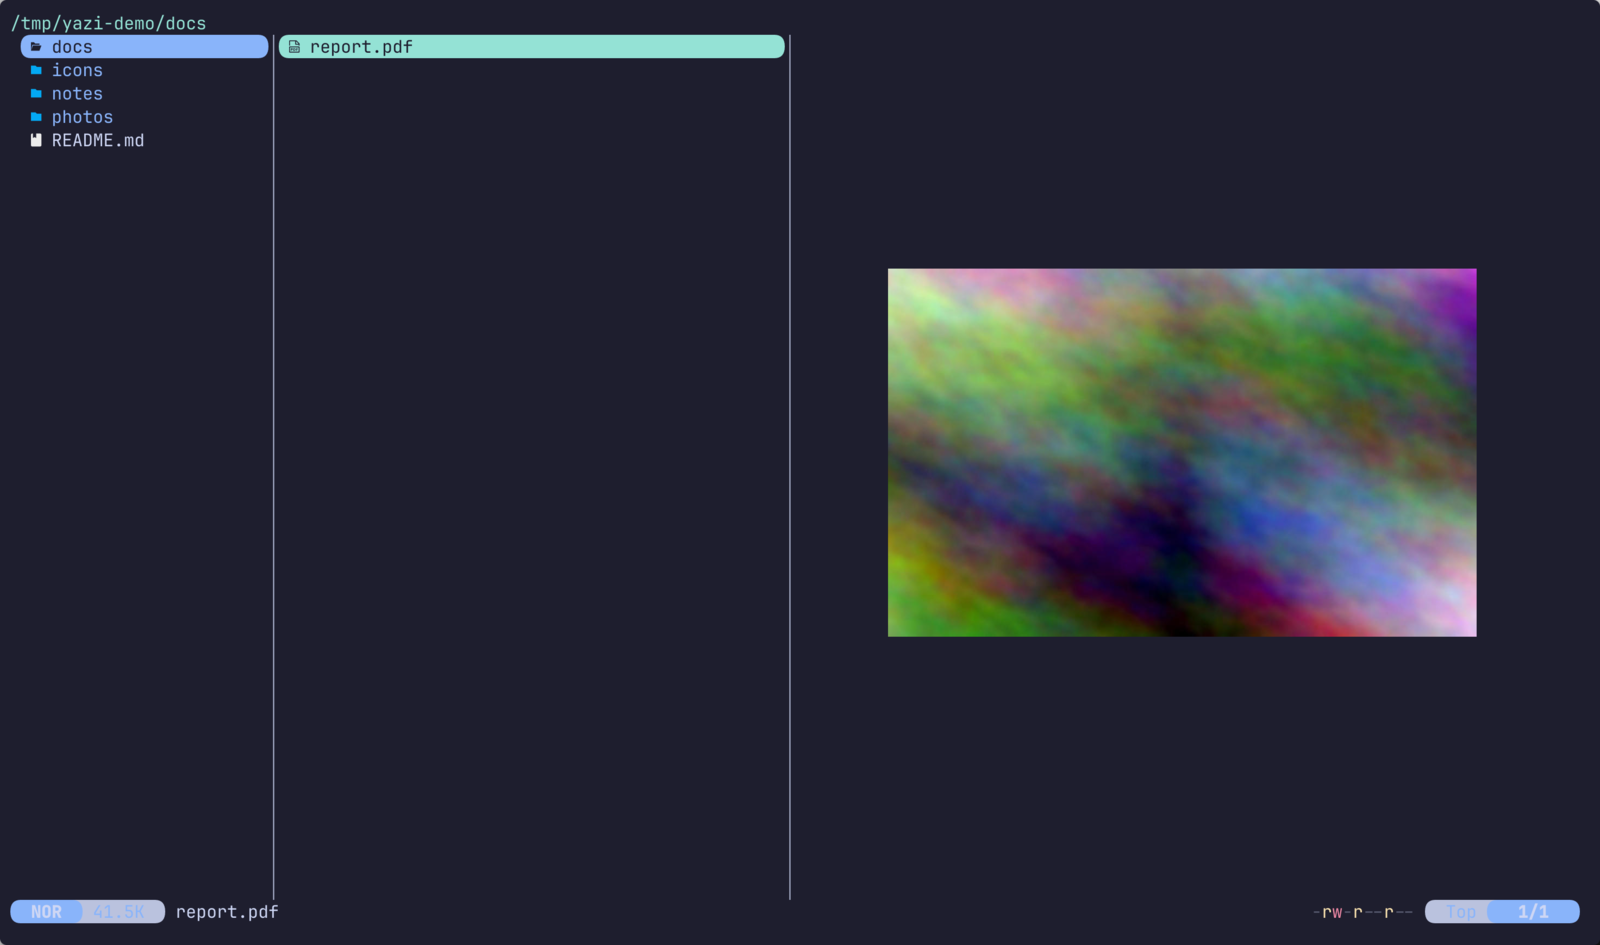 /tmp/yazi-demo/docs
docs
icons
notes
photos
README.md
report.pdf
NOR 41.5K report.pdf
-rw-r--r-- Top 1/1